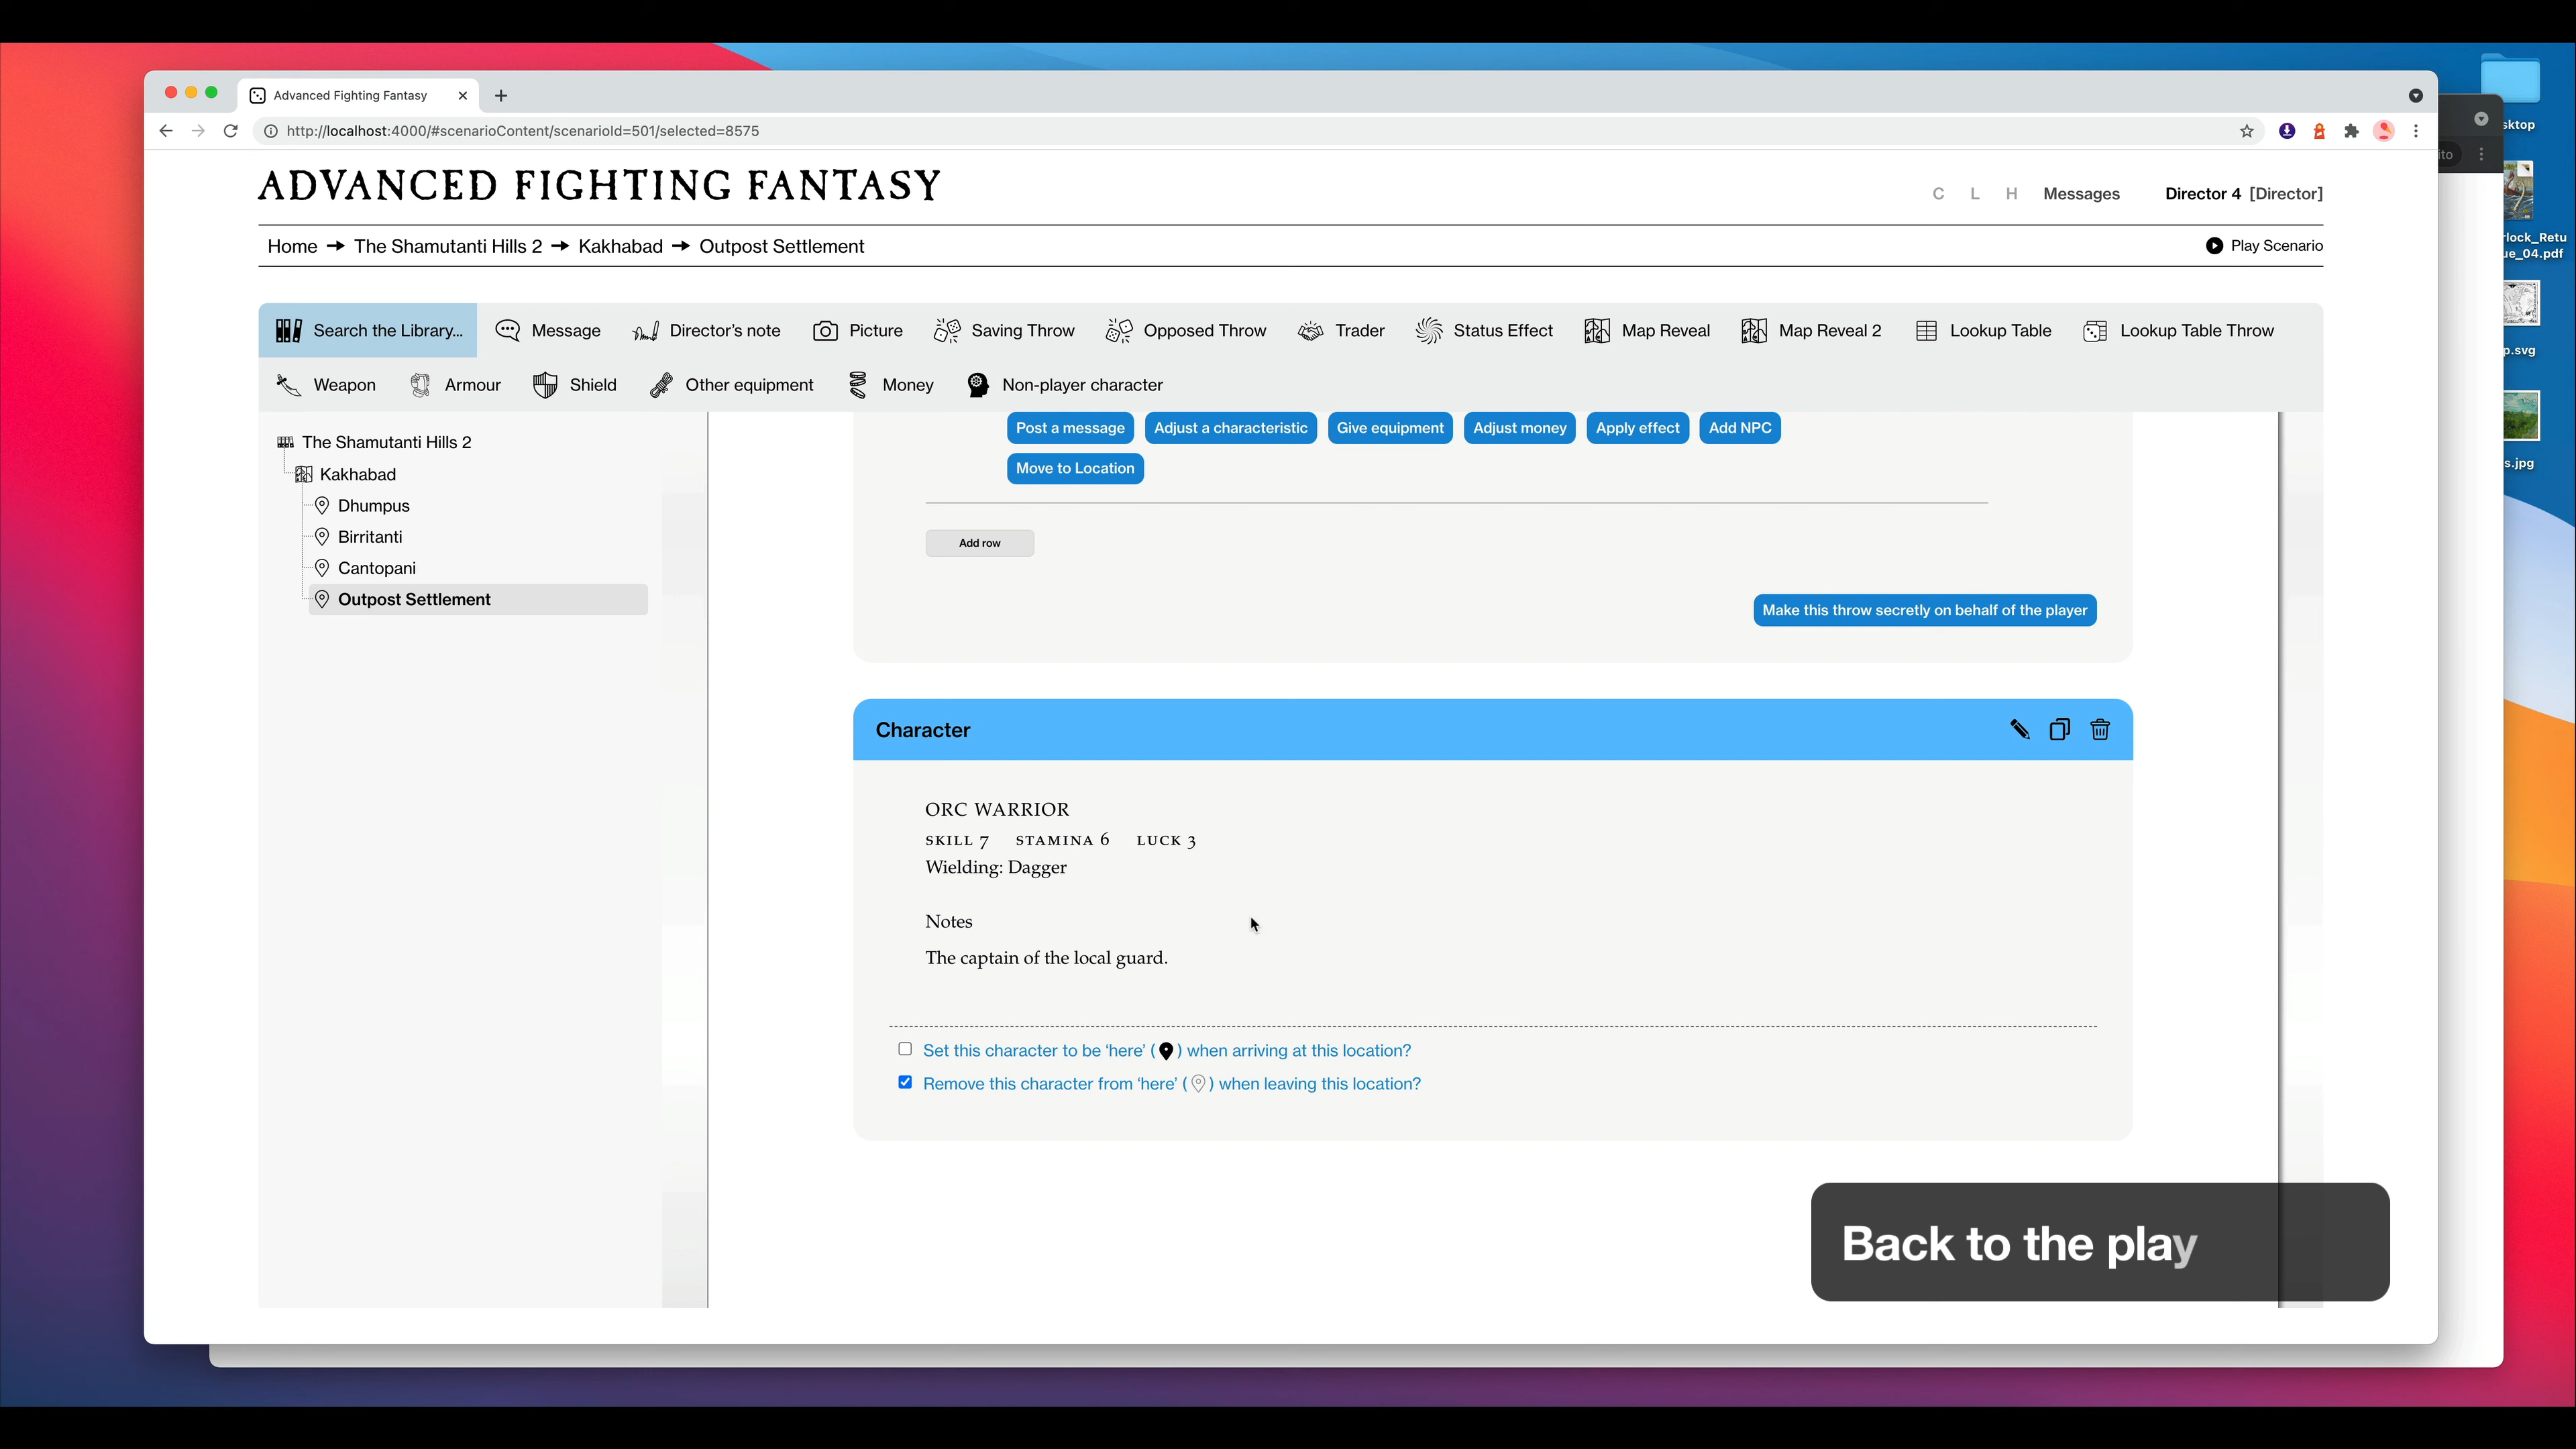 Advanced Fighting Fantasy
http://localhost:4000/#scenarioContent/scenarioId=501/selected=8575
ADVANCED FIGHTING FANTASY
C L H Messages Director 4 [Director]
Home → The Shamutanti Hills 2 → Kakhabad → Outpost Settlement
Play Scenario
Search the Library... Message Director’s note Picture Saving Throw Opposed Throw Trader Status Effect Map Reveal Map Reveal 2 Lookup Table Lookup Table Throw
Weapon Armour Shield Other equipment Money Non-player character
The Shamutanti Hills 2
Kakhabad
Dhumpus
Birritanti
Cantopani
Outpost Settlement
Post a message Adjust a characteristic Give equipment Adjust money Apply effect Add NPC
Move to Location
Add row
Make this throw secretly on behalf of the player
Character
ORC WARRIOR
SKILL 7 STAMINA 6 LUCK 3
Wielding: Dagger
Notes
The captain of the local guard.
Set this character to be ‘here’ ( ) when arriving at this location?
Remove this character from ‘here’ ( ) when leaving this location?
Back to the play
sktop
ito
lock_Retu
ue_04.pdf
p.svg
s.jpg